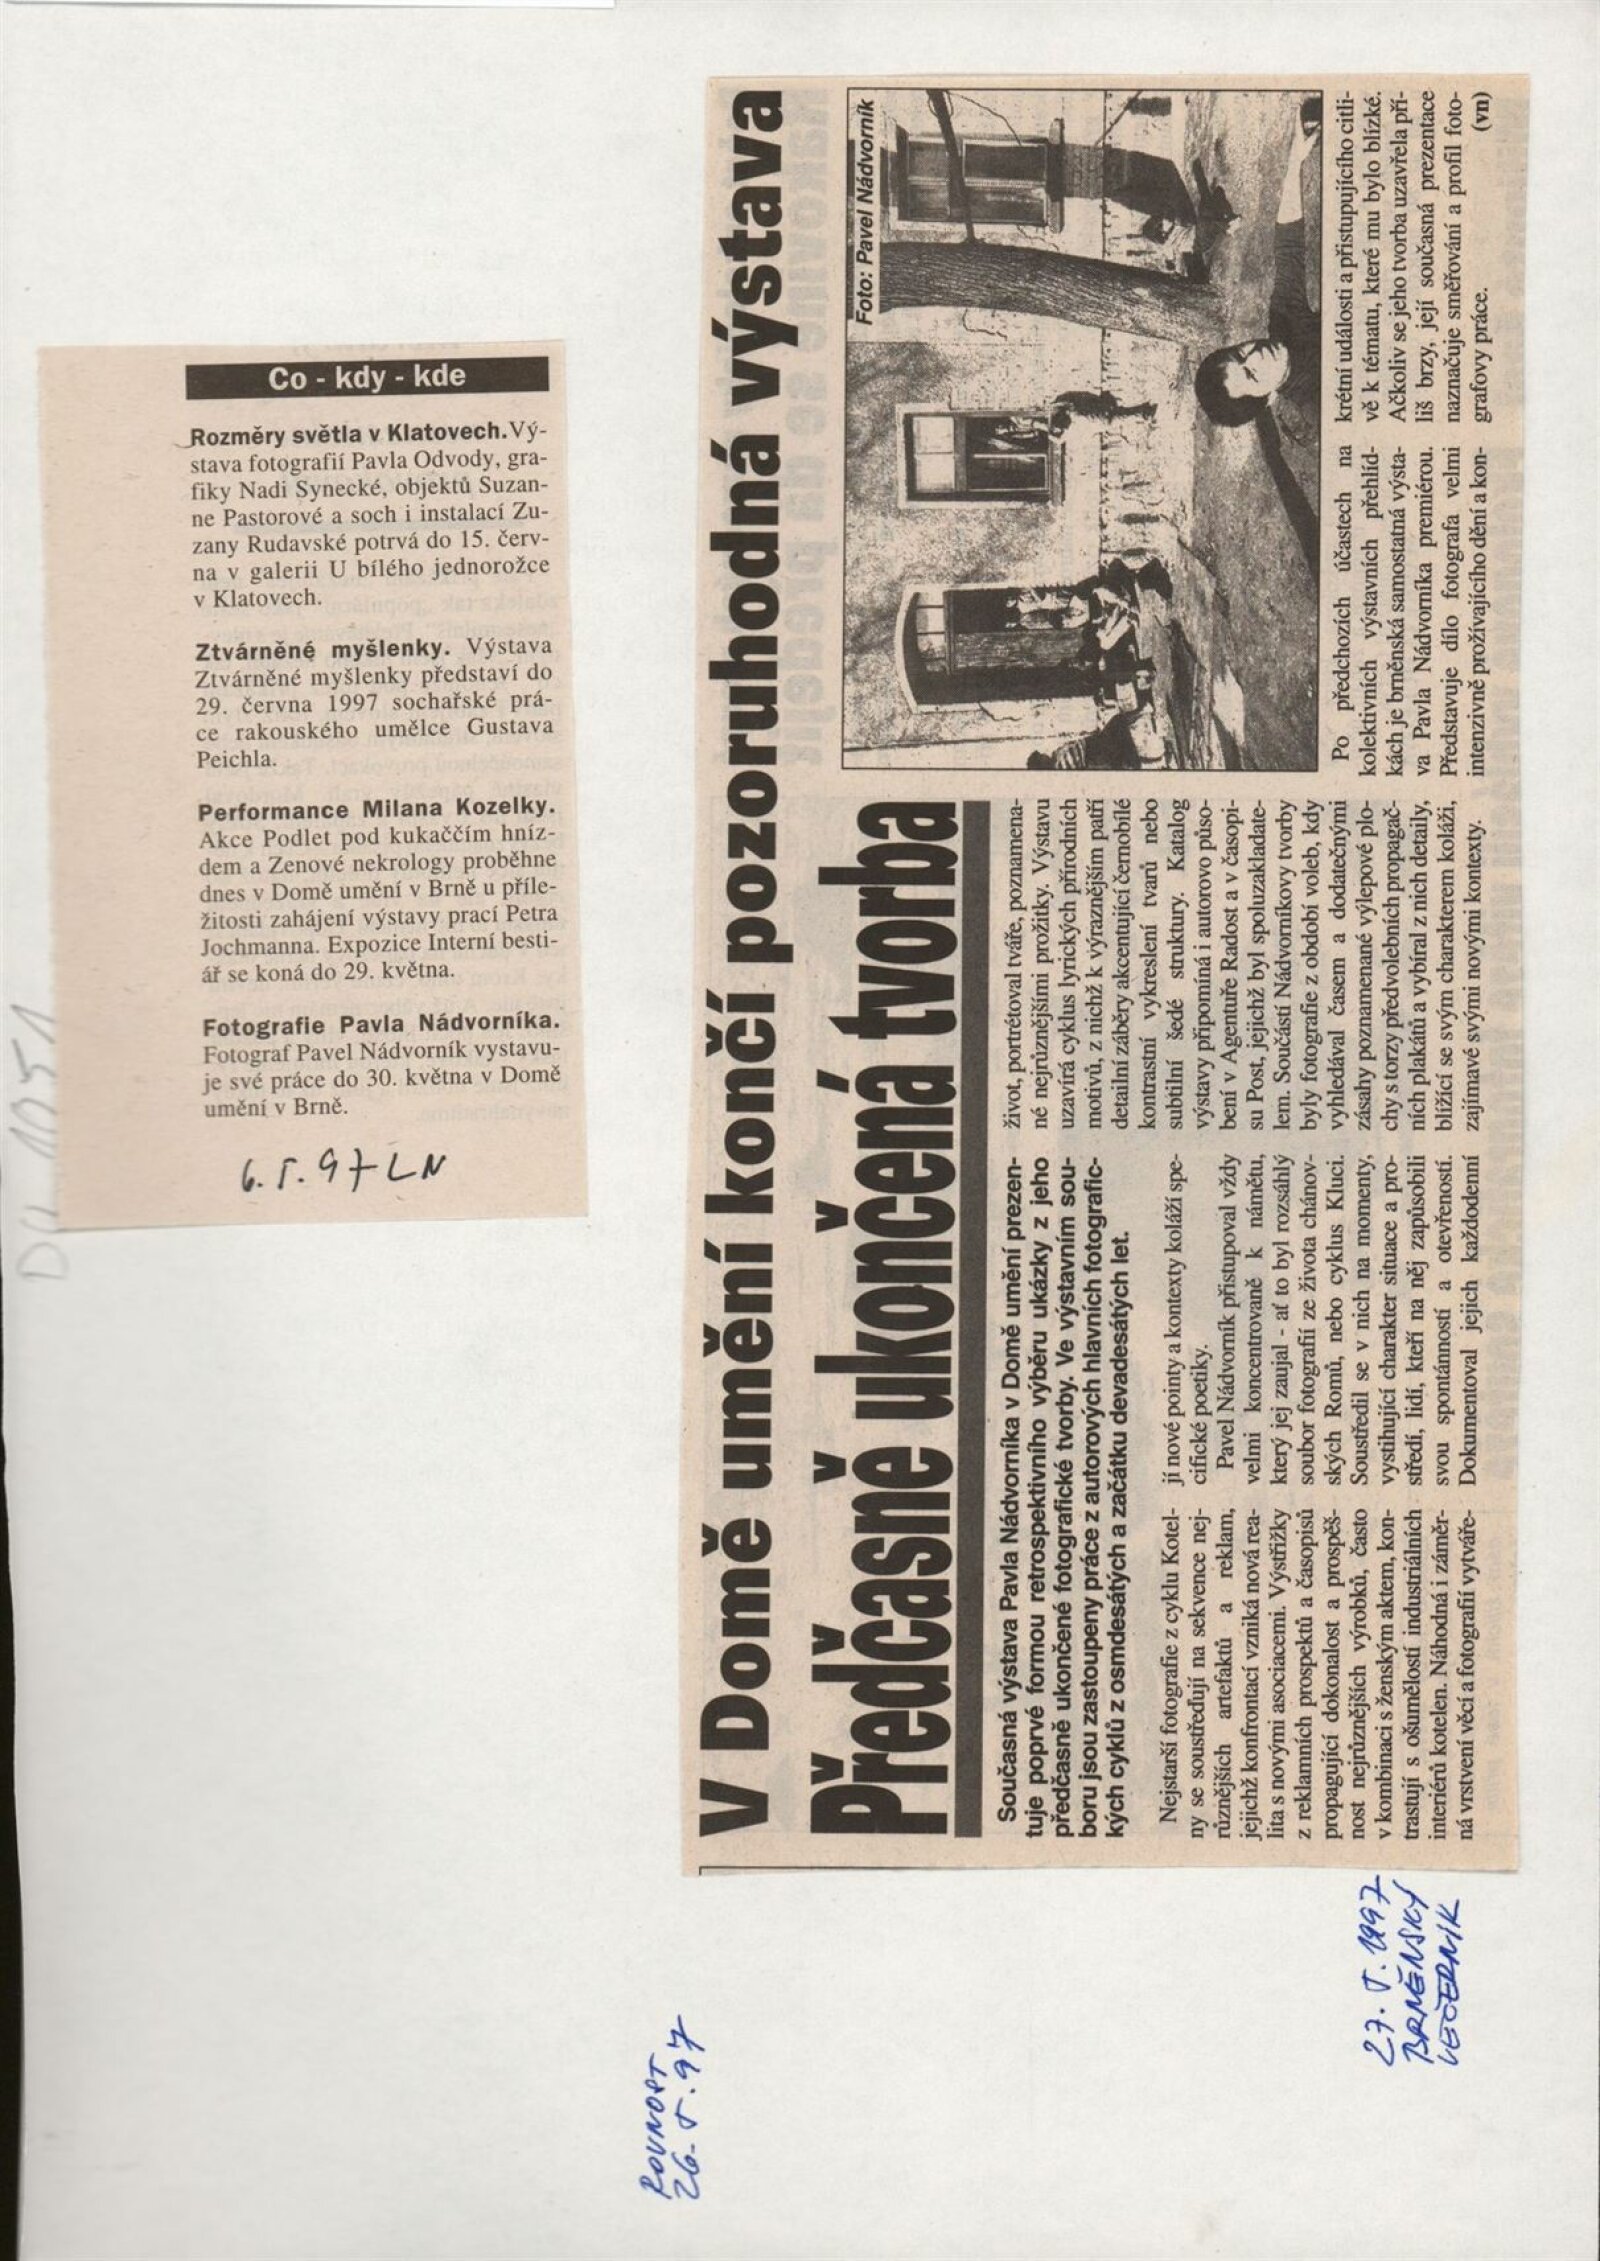 DU 1051
Co - kdy - kde
Rozměry světla v Klatovech. Vý-
stava fotografií Pavla Odvody, gra-
fiky Nadi Synecké, objektů Suzan-
ne Pastorové a soch i instalací Zu-
zany Rudavské potrvá do 15. červ-
na v galerii U bílého jednorožce
v Klatovech.
Ztvárněné myšlenky. Výstava
Ztvárněné myšlenky představí do
29. června 1997 sochařské prá-
ce rakouského umělce Gustava
Peichla.
Performance Milana Kozelky.
Akce Podlet pod kukaččím hníz-
dem a Zenové nekrology proběhne
dnes v Domě umění v Brně u příle-
žitosti zahájení výstavy prací Petra
Jochmanna. Expozice Interní besti-
ář se koná do 29. května.
Fotografie Pavla Nádvorníka.
Fotograf Pavel Nádvorník vystavu-
je své práce do 30. května v Domě
umění v Brně.
6. 5. 97 LN
V Domě umění končí pozoruhodná výstava
Předčasně ukončená tvorba
Současná výstava Pavla Nádvorníka v Domě umění prezen-
tuje poprvé formou retrospektivního výběru ukázky z jeho
předčasně ukončené fotografické tvorby. Ve výstavním sou-
boru jsou zastoupeny práce z autorových hlavních fotografic-
kých cyklů z osmdesátých a začátku devadesátých let.
Nejstarší fotografie z cyklu Kotel-
ny se soustřeďují na sekvence nej-
různějších artefaktů a reklam,
jejichž konfrontací vzniká nová rea-
lita s novými asociacemi. Výstřižky
z reklamních prospektů a časopisů
propagující dokonalost a prospěš-
nost nejrůznějších výrobků, často
v kombinaci s ženským aktem, kon-
trastují s ošumělostí industriálních
interiérů kotelen. Náhodná i záměr-
ná vrstvení věcí a fotografií vytváře-
jí nové pointy a kontexty koláží spe-
cifické poetiky.
Pavel Nádvorník přistupoval vždy
velmi koncentrovaně k námětu,
který jej zaujal - ať to byl rozsáhlý
soubor fotografií ze života chánov-
ských Romů, nebo cyklus Kluci.
Soustředil se v nich na momenty,
vystihující charakter situace a pro-
středí, lidí, kteří na něj zapůsobili
svou spontánností a otevřeností.
Dokumentoval jejich každodenní
život, portrétoval tváře, poznamena-
né nejrůznějšími prožitky. Výstavu
uzavírá cyklus lyrických přírodních
motivů, z nichž k výraznějším patří
detailní záběry akcentující černobílé
kontrastní vykreslení tvarů nebo
subtilní šedé struktury. Katalog
výstavy připomíná i autorovo půso-
bení v Agentuře Radost a v časopi-
su Post, jejichž byl spoluzakladate-
lem. Součástí Nádvorníkovy tvorby
byly fotografie z období voleb, kdy
vyhledával časem a dodatečnými
zásahy poznamenané výlepové plo-
chy s torzy předvolebních propagač-
ních plakátů a vybíral z nich detaily,
blížící se svým charakterem koláži,
zajímavé svými novými kontexty.
Foto: Pavel Nádvorník
Po předchozích účastech na
kolektivních výstavních přehlíd-
kách je brněnská samostatná výsta-
va Pavla Nádvorníka premiérou.
Představuje dílo fotografa velmi
intenzivně prožívajícího dění a kon-
krétní události a přistupujícího citli-
vě k tématu, které mu bylo blízké.
Ačkoliv se jeho tvorba uzavřela pří-
liš brzy, její současná prezentace
naznačuje směřování a profil foto-
grafovy práce.
(vn)
ROVNOST
26. 5. 97
27. 5. 1997
BRNĚNSKÝ
VEČERNÍK